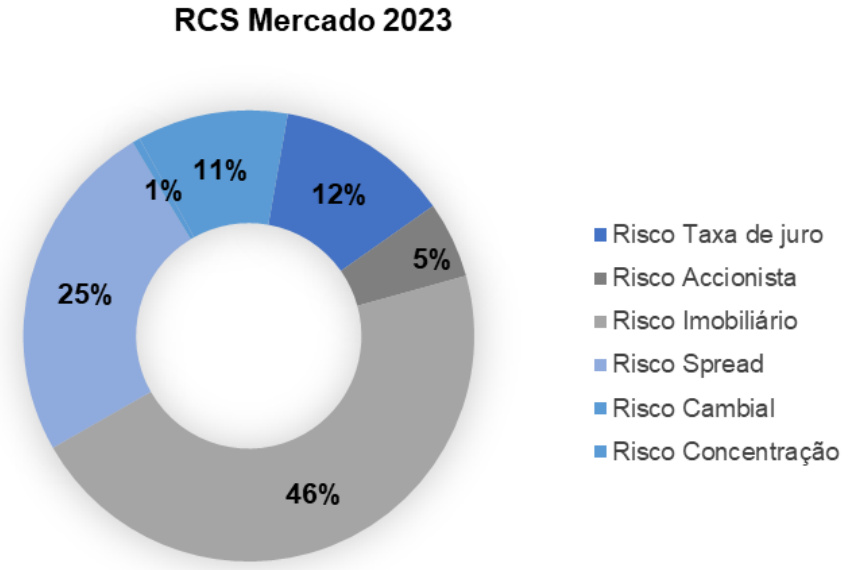 RCS Mercado 2023
11%
12%
1%
5%
25%
46%
Risco Taxa de juro
Risco Accionista
Risco Imobiliário
Risco Spread
Risco Cambial
Risco Concentração